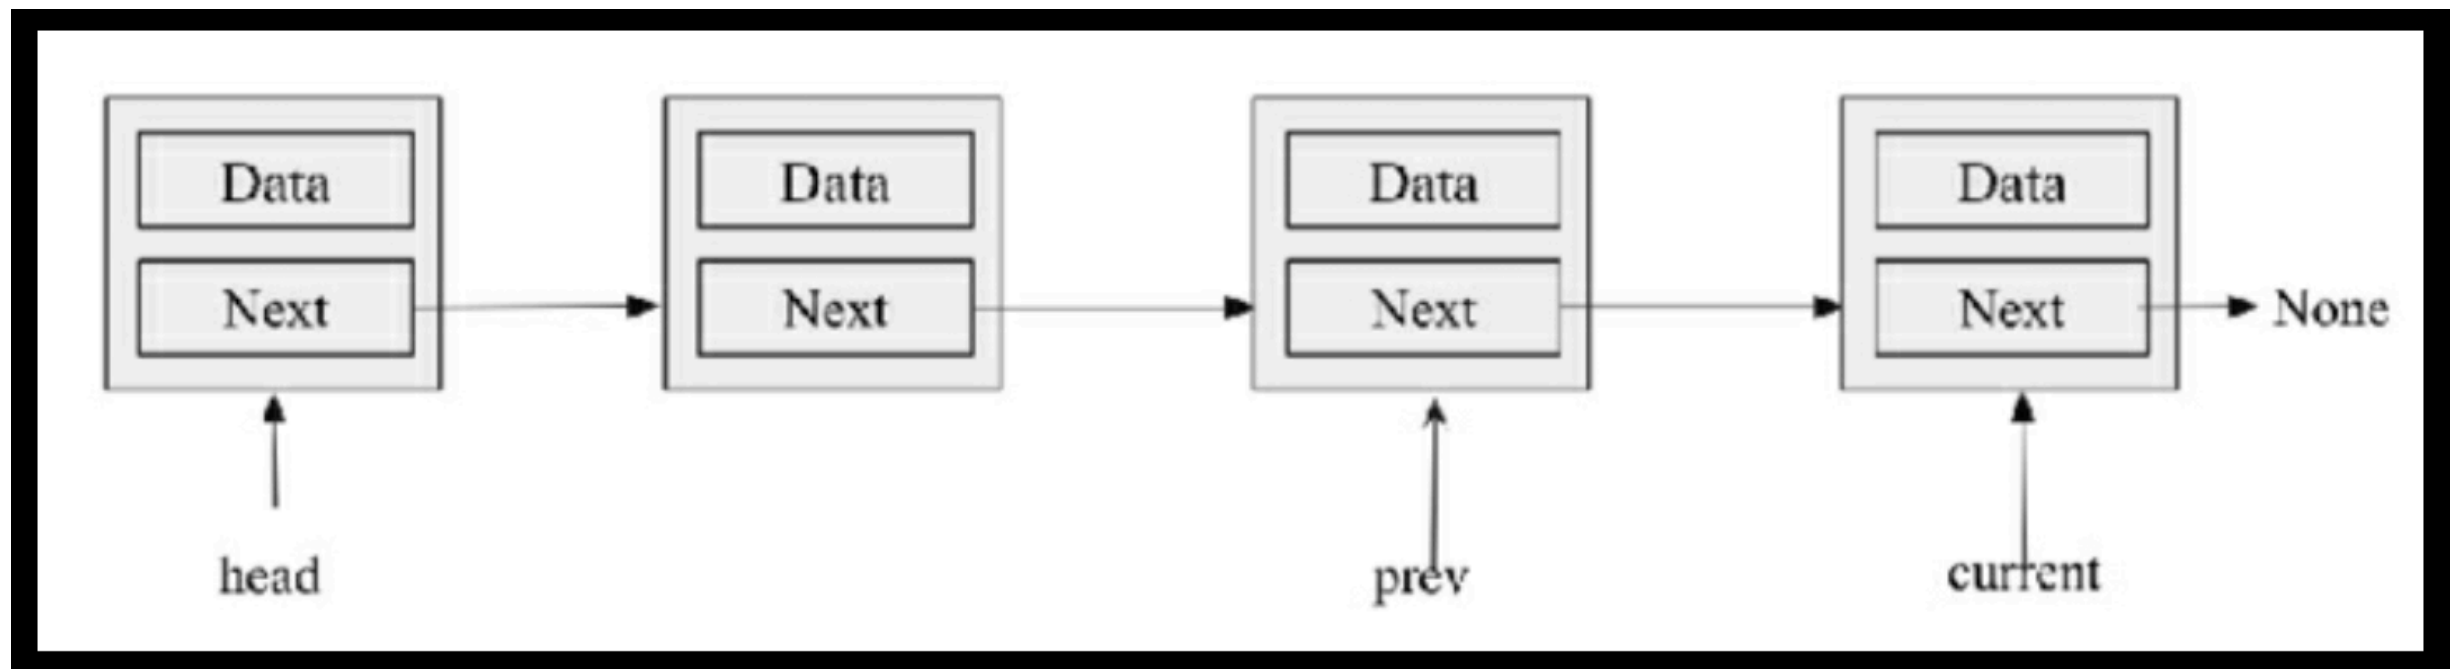 Data Data Data Data
Next Next Next Next None
head prev current